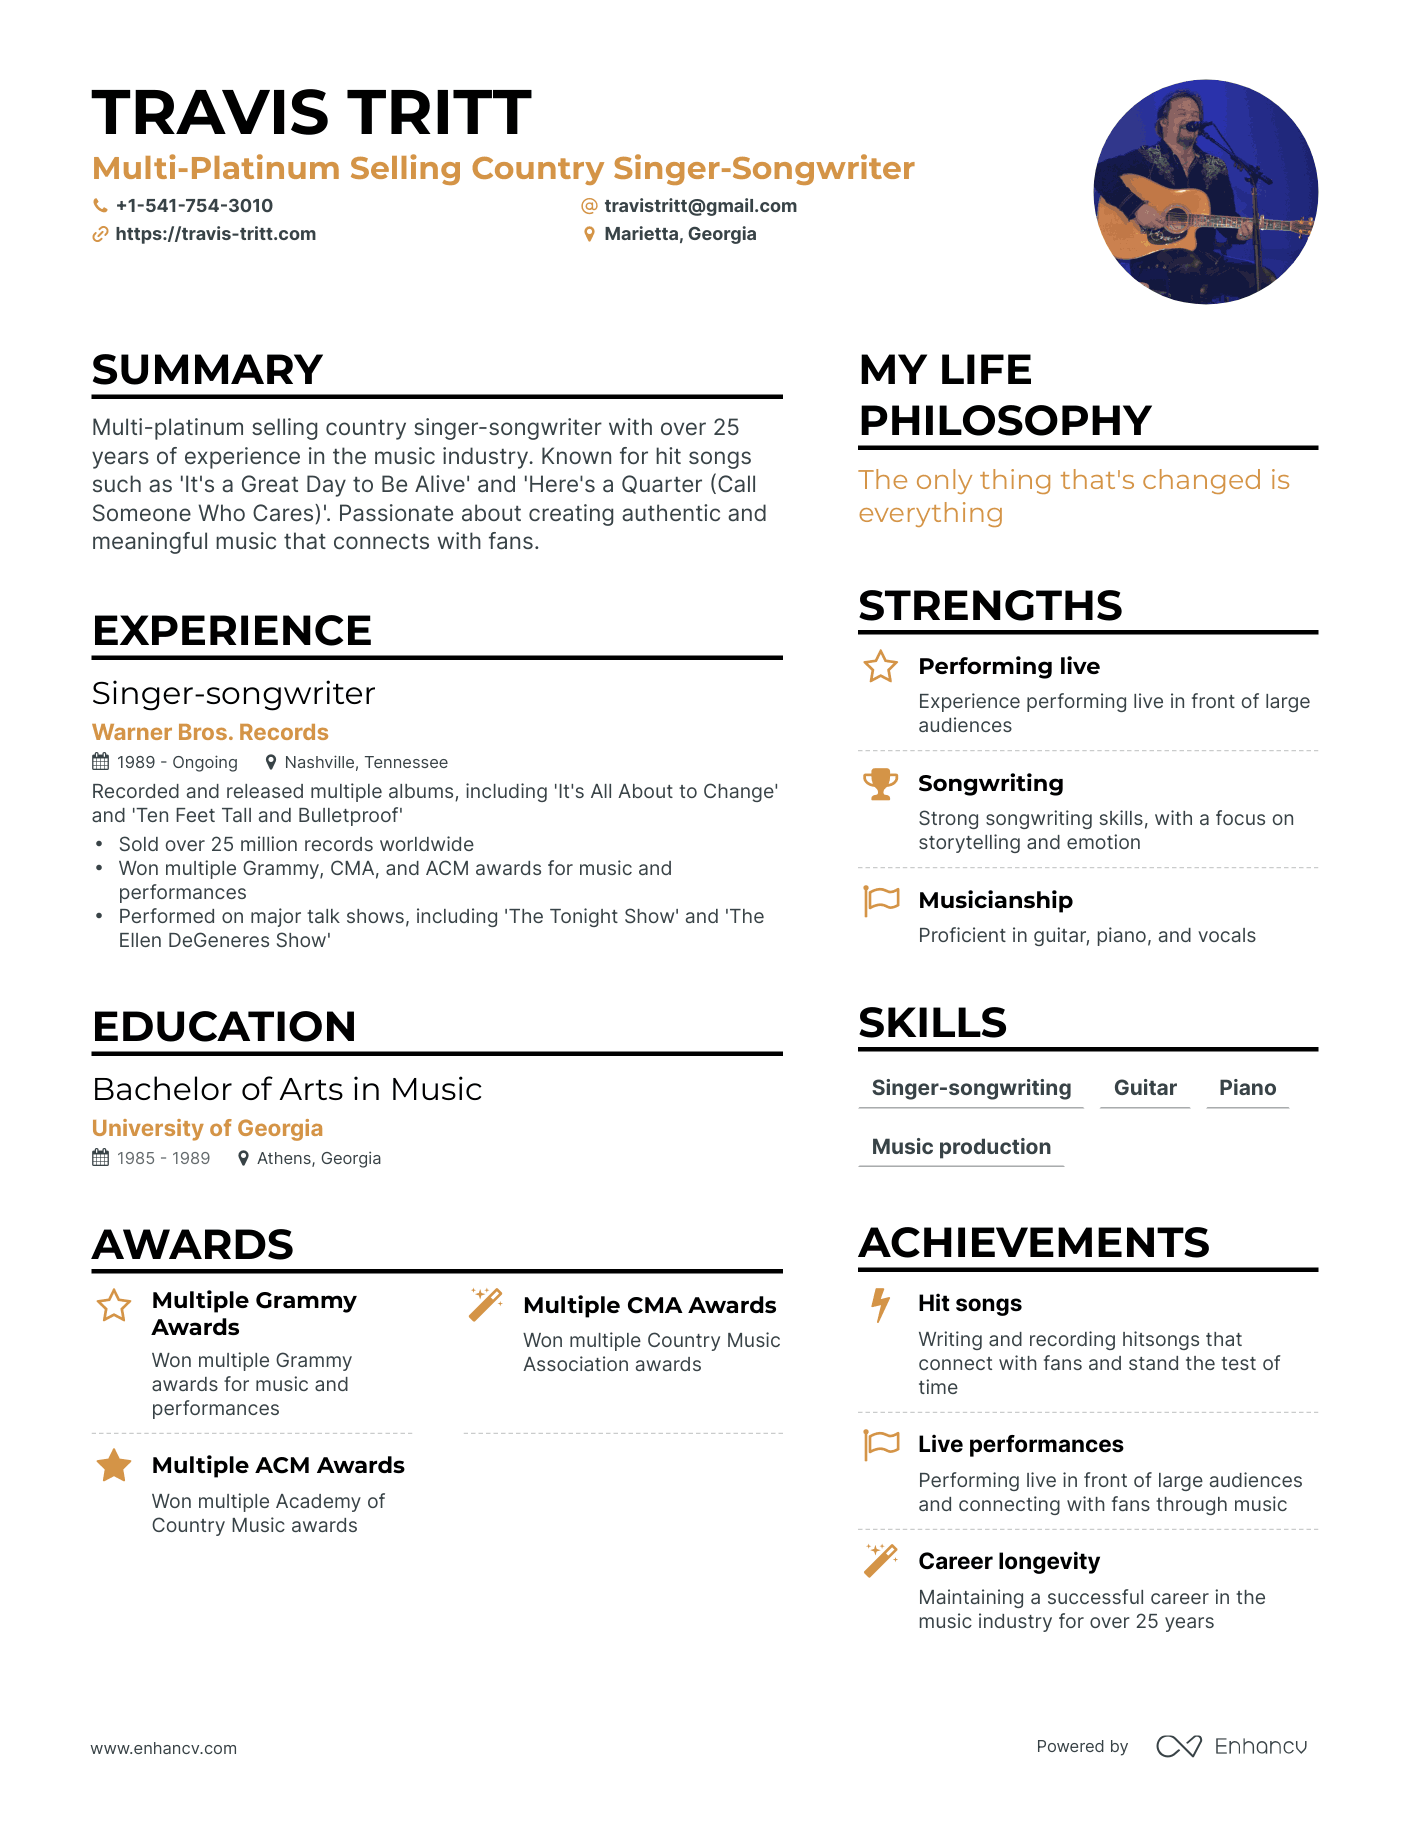 TRAVIS TRITT
Multi-Platinum Selling Country Singer-Songwriter
+1-541-754-3010
travistritt@gmail.com
https://travis-tritt.com
Marietta, Georgia
SUMMARY
Multi-platinum selling country singer-songwriter with over 25
years of experience in the music industry. Known for hit songs
such as 'It's a Great Day to Be Alive' and 'Here's a Quarter (Call
Someone Who Cares)'. Passionate about creating authentic and
meaningful music that connects with fans.
EXPERIENCE
Singer-songwriter
Warner Bros. Records
1989 - Ongoing
Nashville, Tennessee
Recorded and released multiple albums, including 'It's All About to Change'
and 'Ten Feet Tall and Bulletproof'
• Sold over 25 million records worldwide
• Won multiple Grammy, CMA, and ACM awards for music and
performances
• Performed on major talk shows, including 'The Tonight Show' and 'The
Ellen DeGeneres Show'
EDUCATION
Bachelor of Arts in Music
University of Georgia
1985 - 1989
Athens, Georgia
AWARDS
Multiple Grammy
Awards
Won multiple Grammy
awards for music and
performances
Multiple CMA Awards
Won multiple Country Music
Association awards
Multiple ACM Awards
Won multiple Academy of
Country Music awards
MY LIFE
PHILOSOPHY
The only thing that's changed is
everything
STRENGTHS
Performing live
Experience performing live in front of large
audiences
Songwriting
Strong songwriting skills, with a focus on
storytelling and emotion
Musicianship
Proficient in guitar, piano, and vocals
SKILLS
Singer-songwriting
Guitar
Piano
Music production
ACHIEVEMENTS
Hit songs
Writing and recording hitsongs that
connect with fans and stand the test of
time
Live performances
Performing live in front of large audiences
and connecting with fans through music
Career longevity
Maintaining a successful career in the
music industry for over 25 years
www.enhancv.com
Powered by
Enhancv